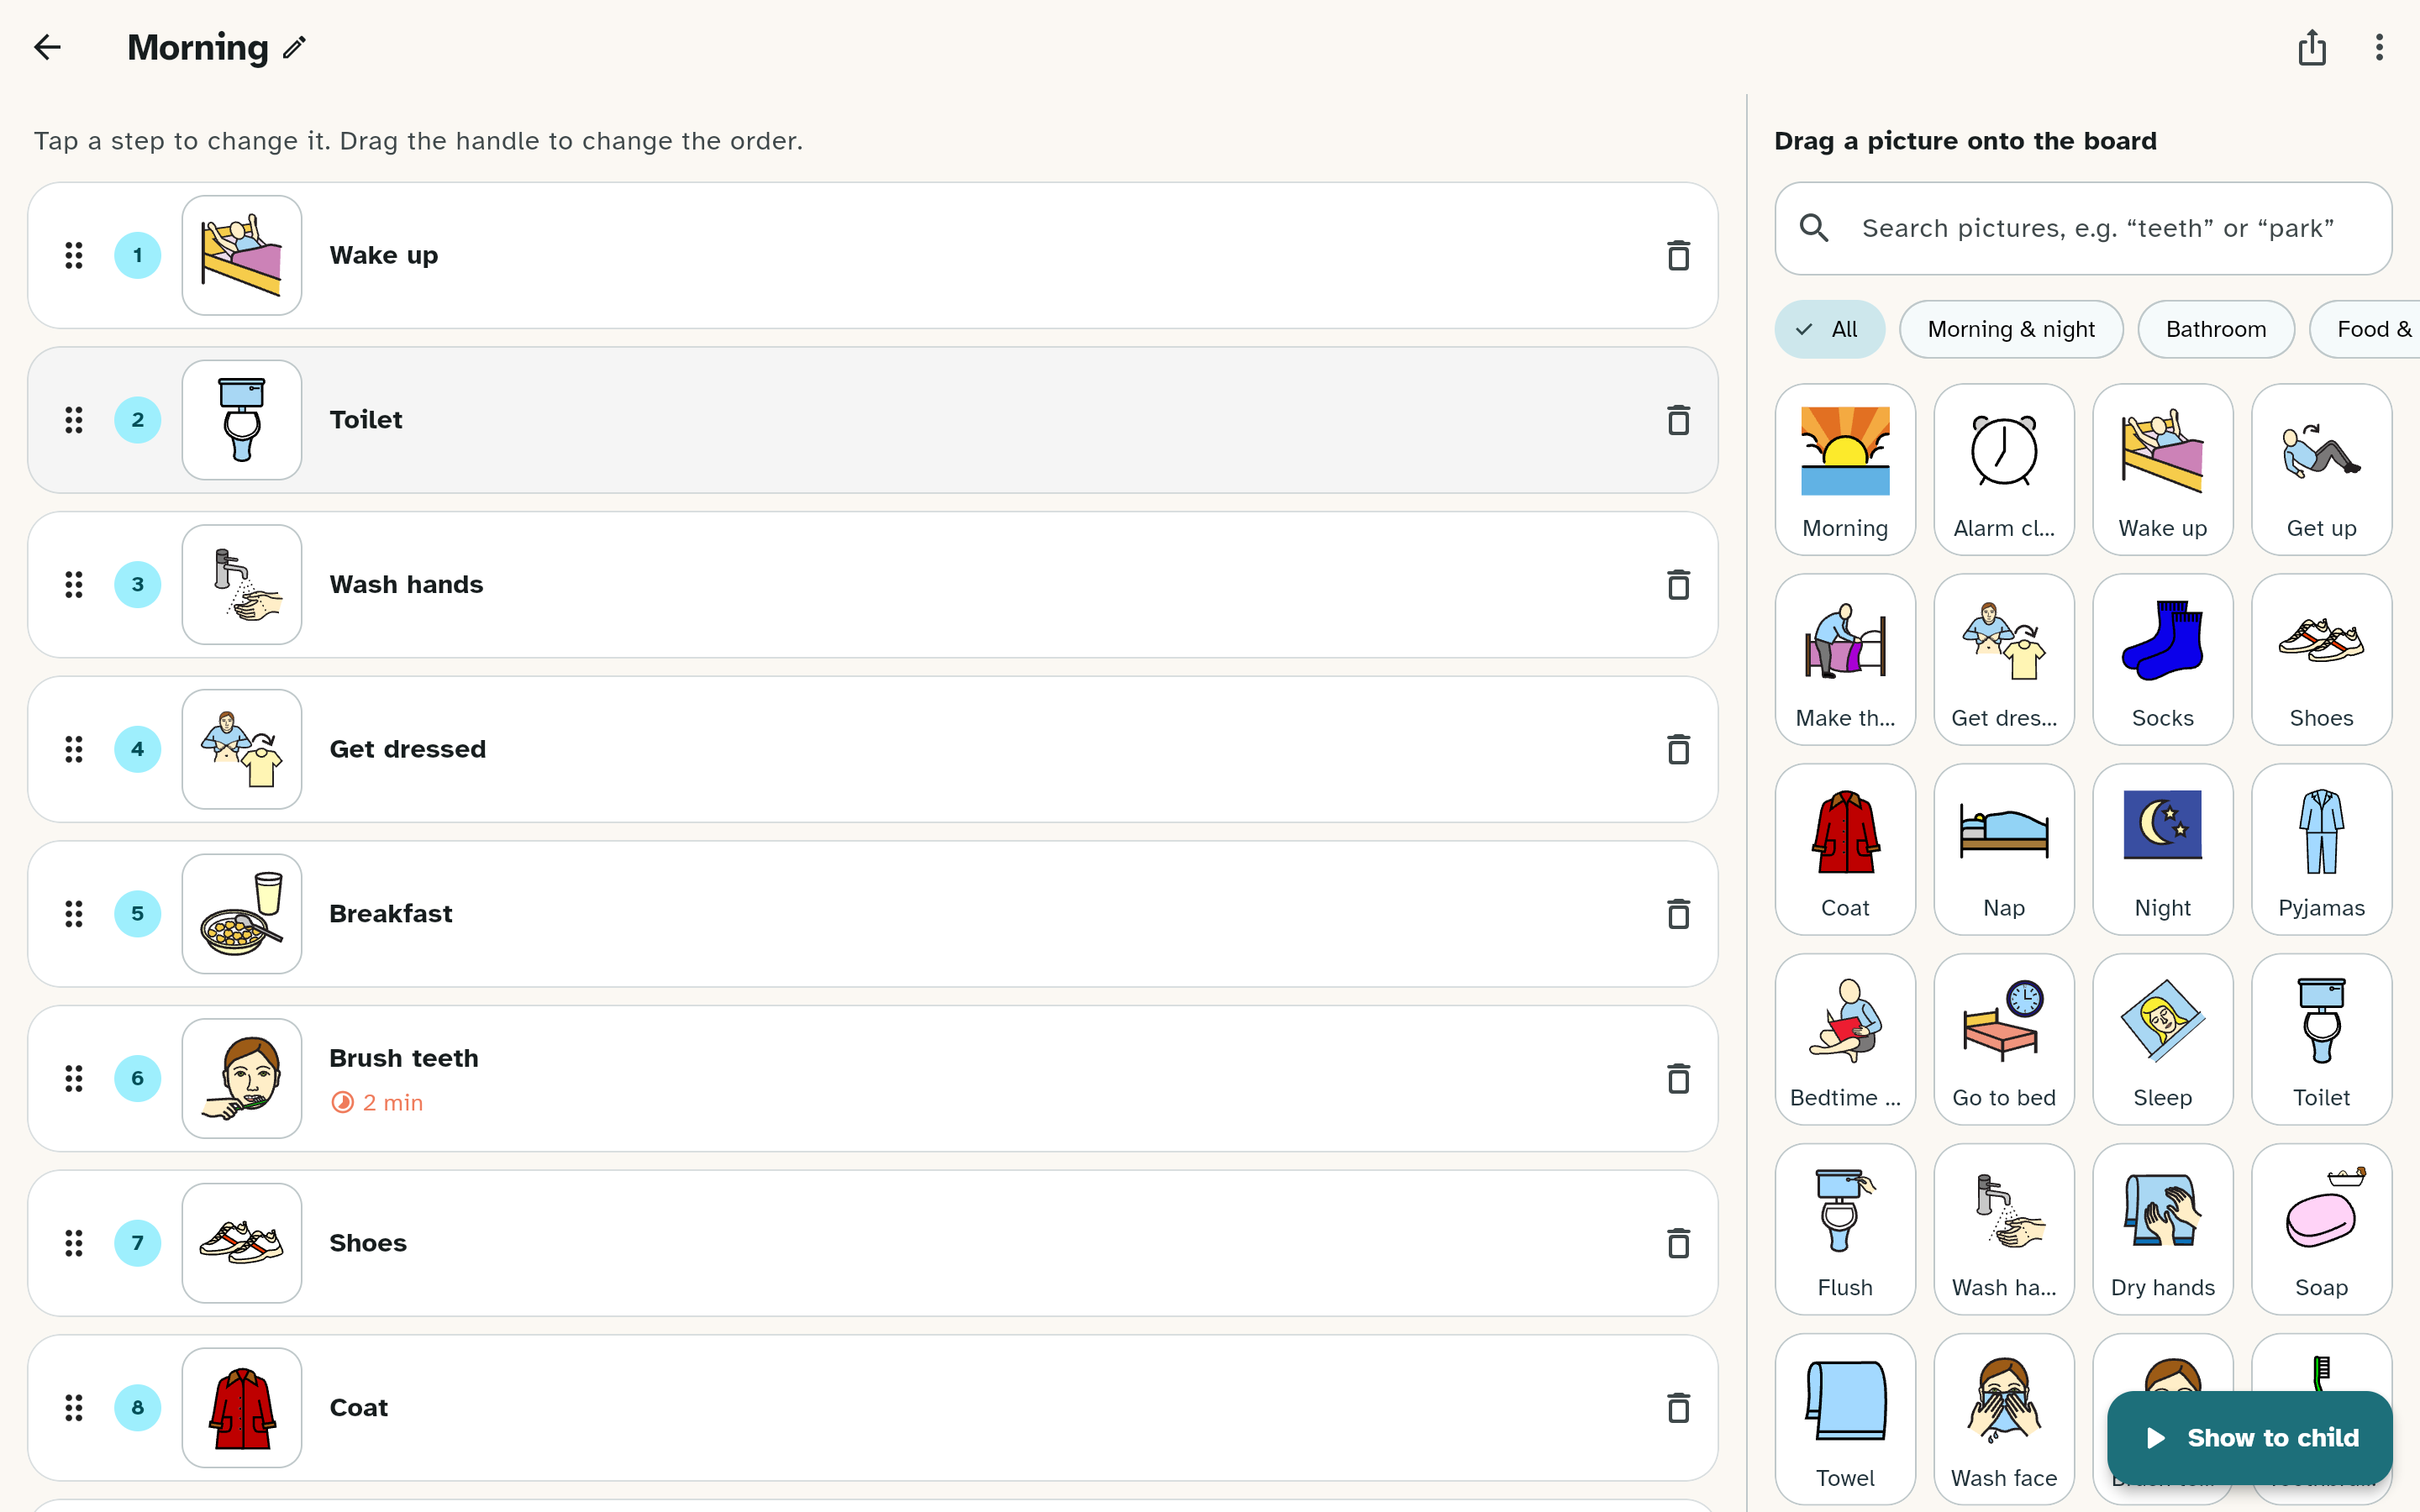 Morning
Tap a step to change it. Drag the handle to change the order.
1 Wake up
2 Toilet
3 Wash hands
4 Get dressed
5 Breakfast
6 Brush teeth
2 min
7 Shoes
8 Coat
Drag a picture onto the board
Search pictures, e.g. “teeth” or “park”
All Morning & night Bathroom Food &
Morning Alarm cl... Wake up Get up
Make th... Get dres... Socks Shoes
Coat Nap Night Pyjamas
Bedtime ... Go to bed Sleep Toilet
Flush Wash ha... Dry hands Soap
Towel Wash face
Show to child